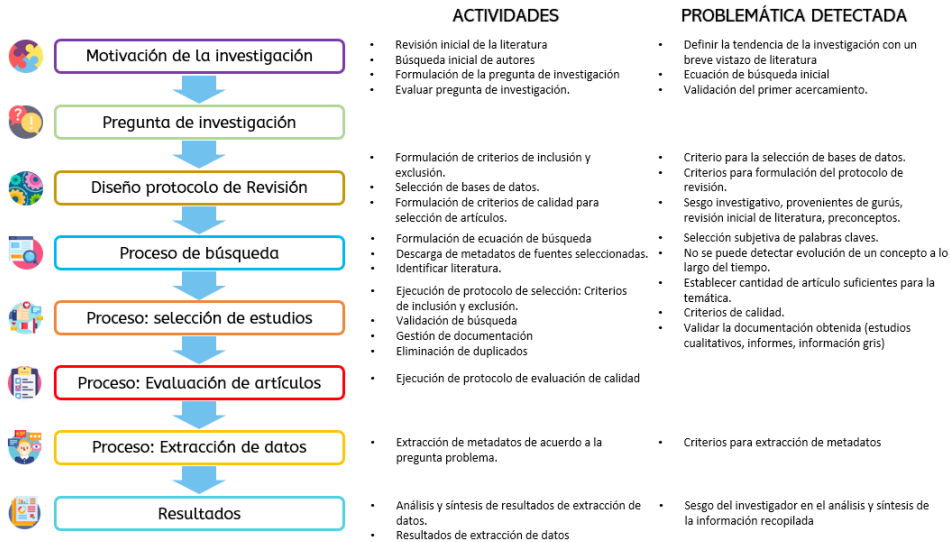 ACTIVIDADES
PROBLEMÁTICA DETECTADA
Motivación de la investigación
• Revisión inicial de la literatura
• Búsqueda inicial de autores
• Formulación de la pregunta de investigación
• Evaluar pregunta de investigación.
• Definir la tendencia de la investigación con un
breve vistazo de literatura
• Ecuación de búsqueda inicial
• Validación del primer acercamiento.
Pregunta de investigación
Diseño protocolo de Revisión
• Formulación de criterios de inclusión y
exclusión.
• Selección de bases de datos.
• Formulación de criterios de calidad para
selección de artículos.
• Criterio para la selección de bases de datos.
• Criterios para formulación del protocolo de
revisión.
• Sesgo investigativo, provenientes de gurús,
revisión inicial de literatura, preconceptos.
Proceso de búsqueda
• Formulación de ecuación de búsqueda
• Descarga de metadatos de fuentes seleccionadas.
• Identificar literatura.
• Selección subjetiva de palabras claves.
• No se puede detectar evolución de un concepto a lo
largo del tiempo.
• Establecer cantidad de artículo suficientes para la
temática.
• Criterios de calidad.
• Validar la documentación obtenida (estudios
cualitativos, informes, información gris)
Proceso: selección de estudios
• Ejecución de protocolo de selección: Criterios
de inclusión y exclusión.
• Validación de búsqueda
• Gestión de documentación
• Eliminación de duplicados
Proceso: Evaluación de artículos
• Ejecución de protocolo de evaluación de calidad
Proceso: Extracción de datos
• Extracción de metadatos de acuerdo a la
pregunta problema.
• Criterios para extracción de metadatos
Resultados
• Análisis y síntesis de resultados de extracción de
datos.
• Resultados de extracción de datos
• Sesgo del investigador en el análisis y síntesis de
la información recopilada